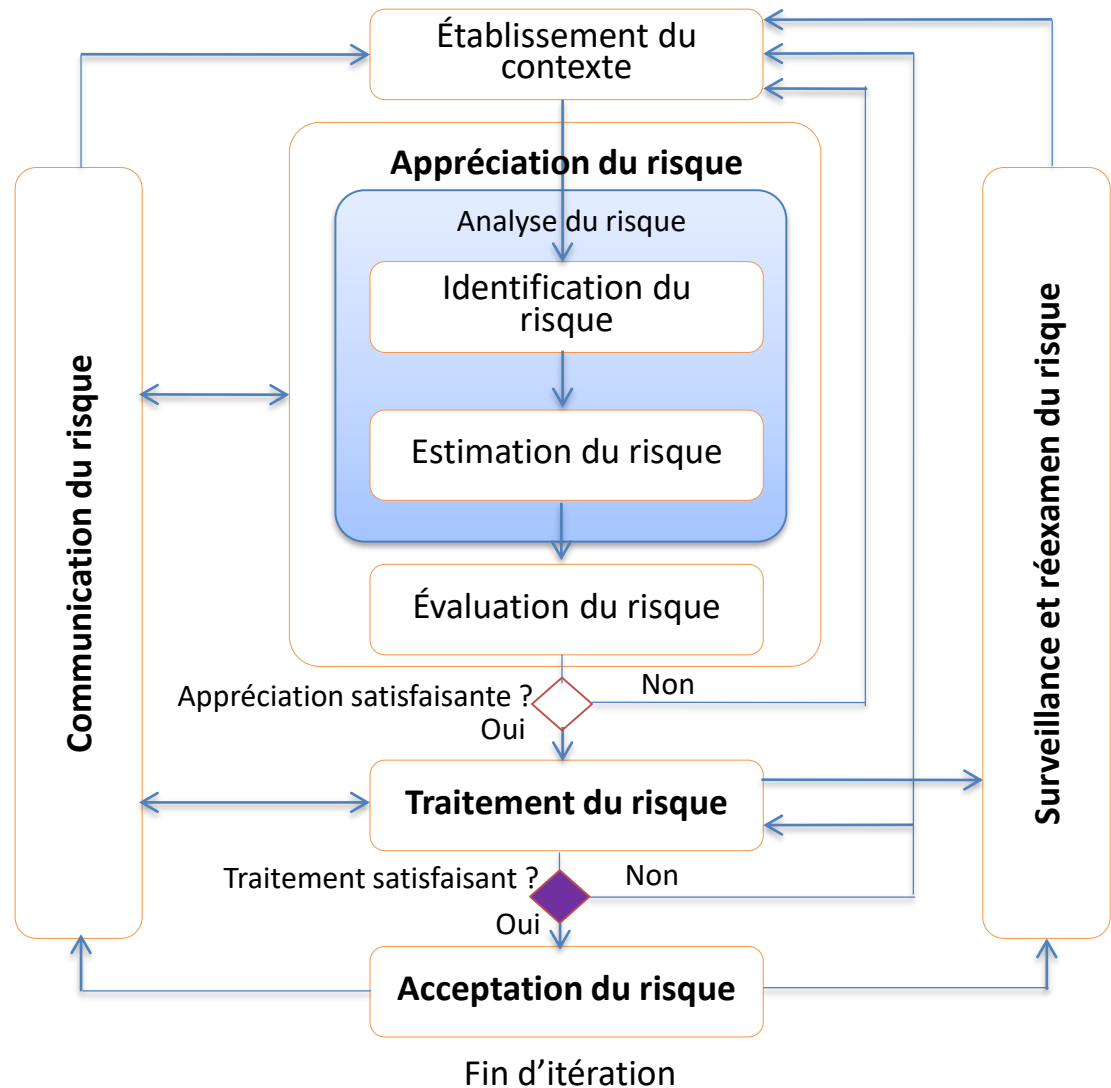 Établissement du
contexte
Appréciation du risque
Analyse du risque
Identification du
risque
Estimation du risque
Évaluation du risque
Communication du risque
Surveillance et réexamen du risque
Appréciation satisfaisante ?
Non
Oui
Traitement du risque
Traitement satisfaisant ?
Non
Oui
Acceptation du risque
Fin d’itération